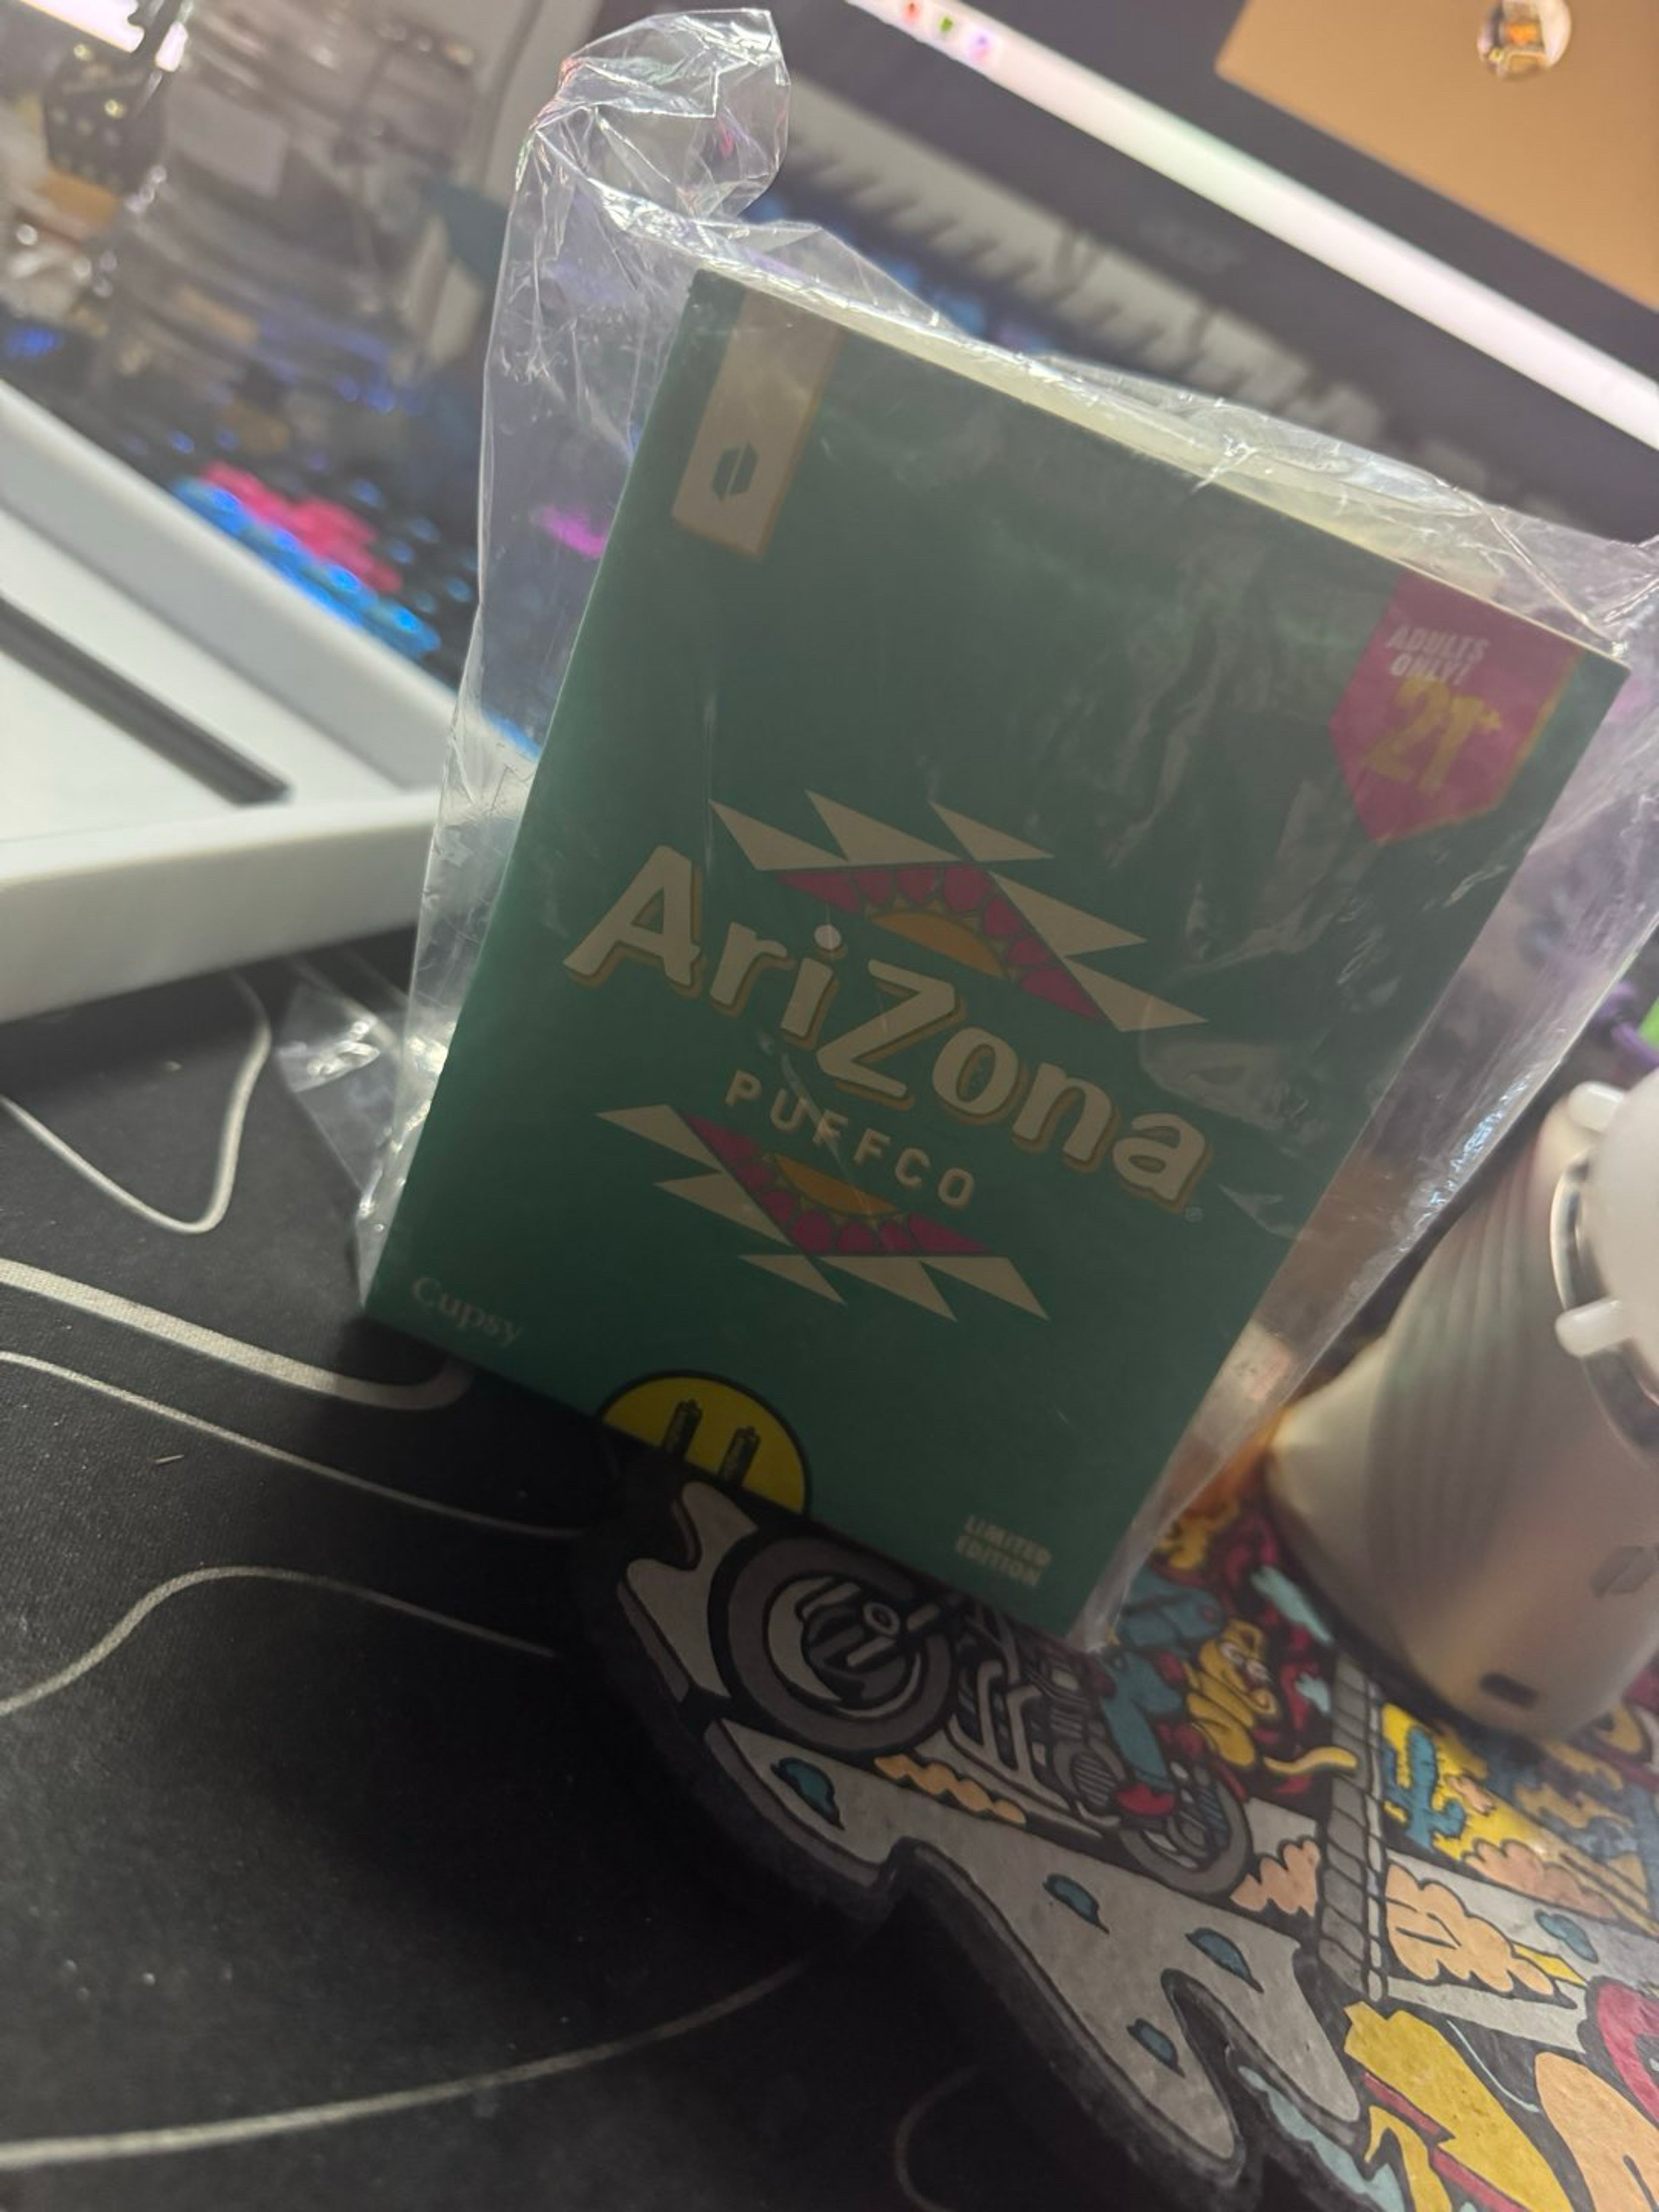 ADULTS
ONLY!
21+
AriZona
PUFFCO
Cupsy
LIMITED
EDITION